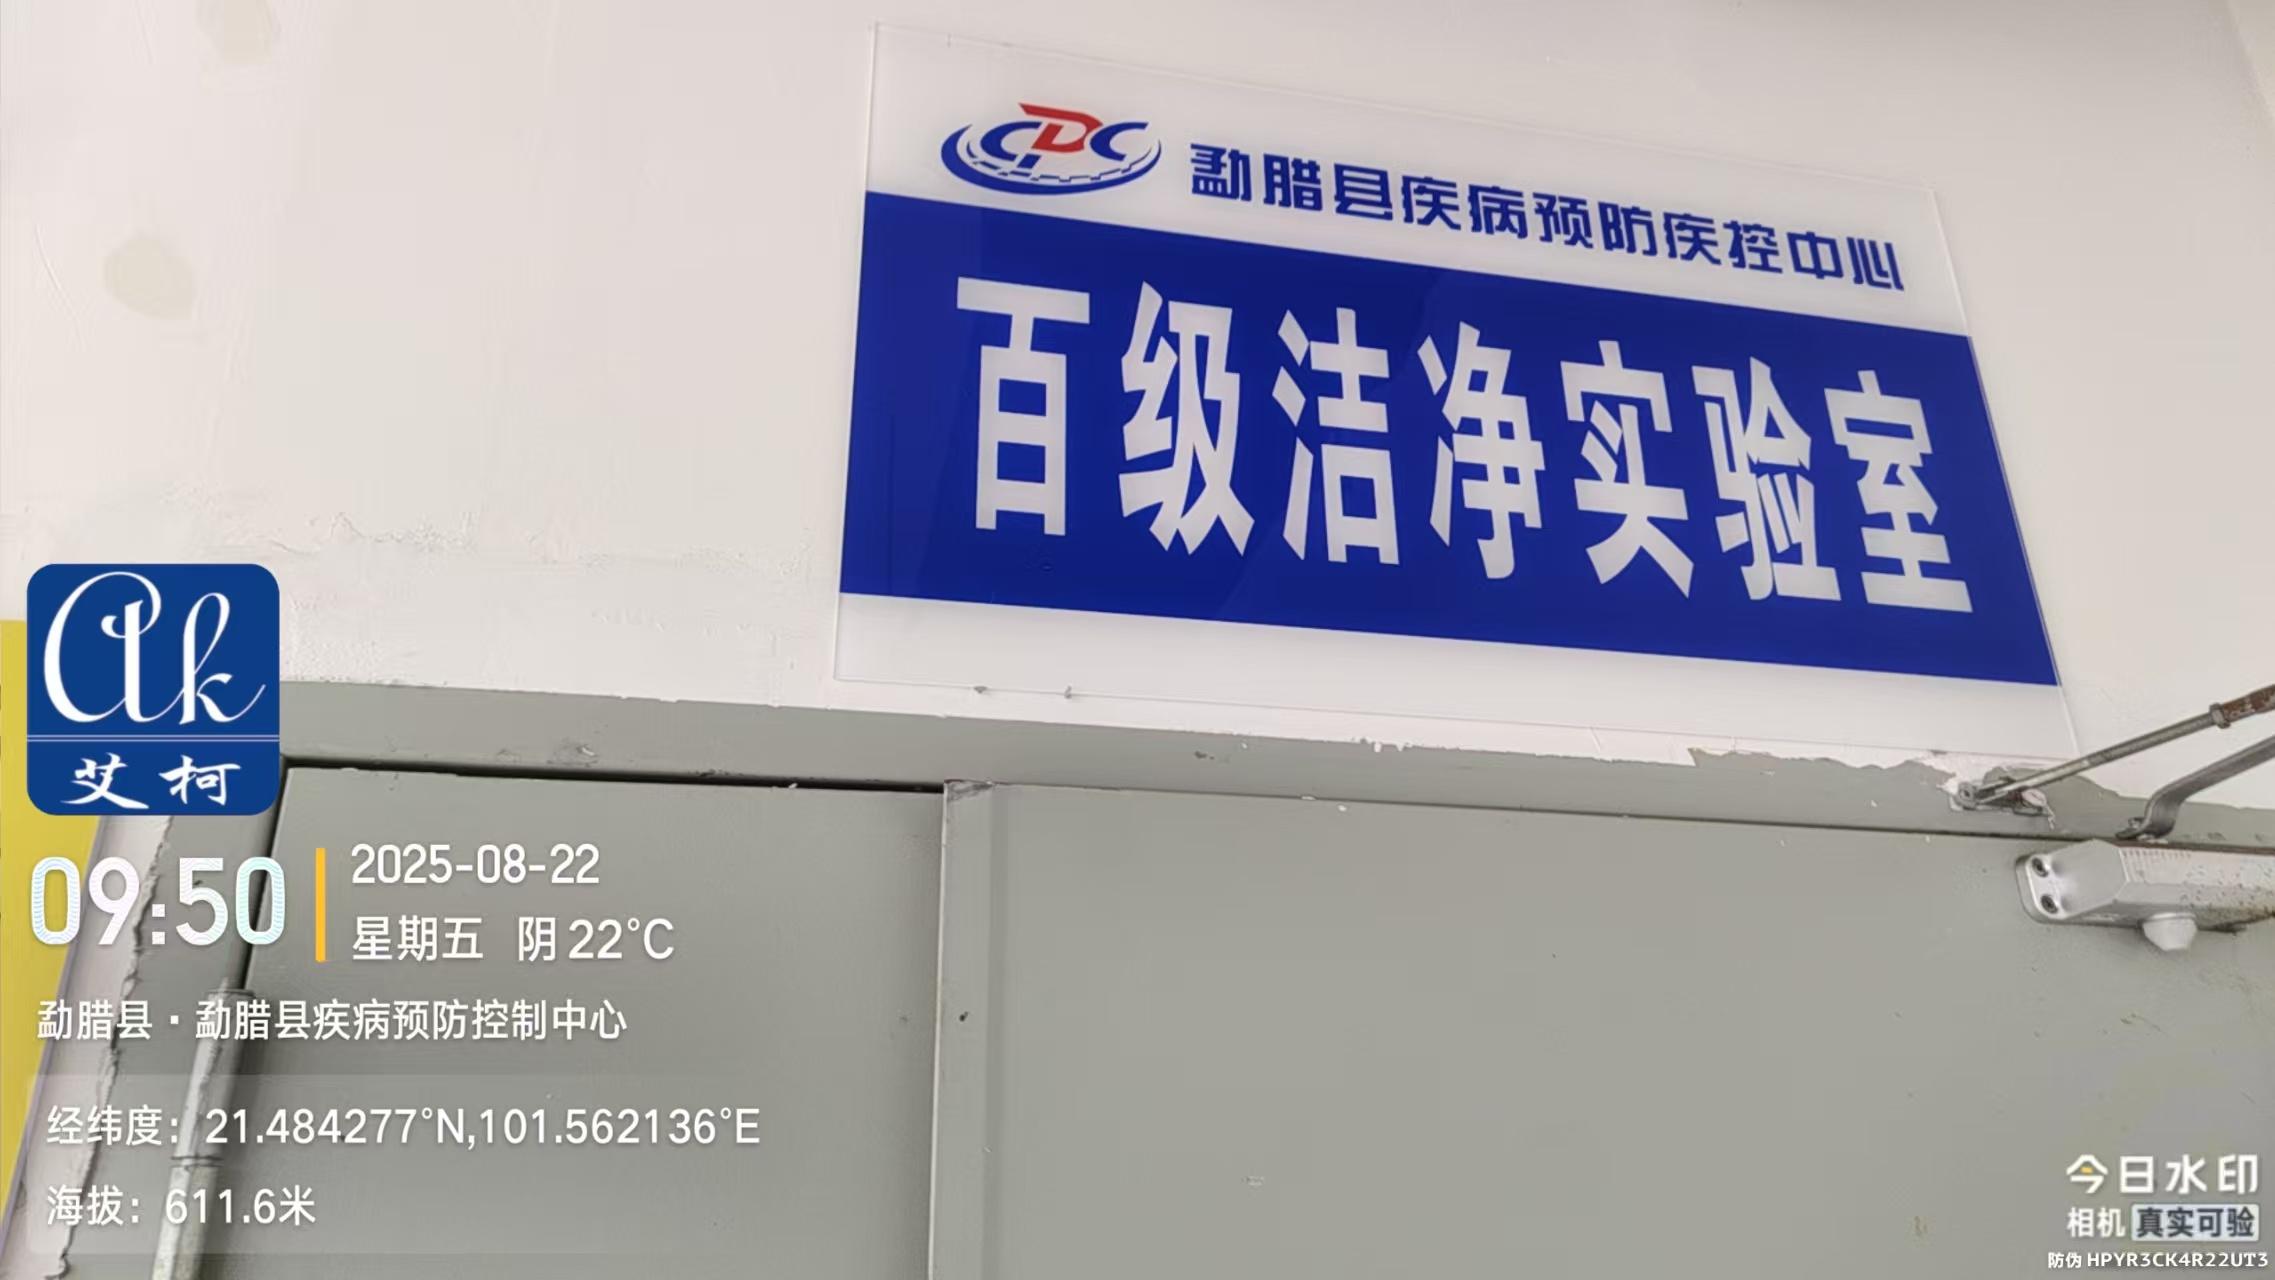 CDC 勐腊县疾病预防疾控中心
百级洁净实验室
ak
艾柯
09:50
2025-08-22
星期五 阴 22°C
勐腊县·勐腊县疾病预防控制中心
经纬度：21.484277°N,101.562136°E
海拔：611.6米
今日水印
相机 真实可验
防伪 HPYR3CK4R22UT3